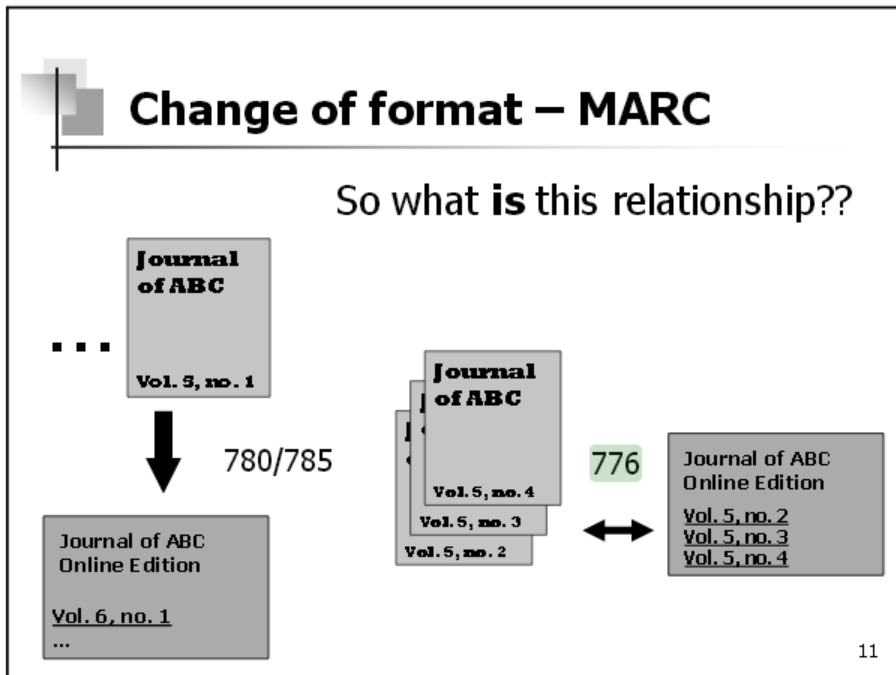 Change of format – MARC
So what is this relationship??
Journal
of ABC
...
Vol. 5, no. 1
780/785
Journal of ABC
Online Edition
Vol. 6, no. 1
...
Journal
of ABC
Vol. 5, no. 4
Vol. 5, no. 3
Vol. 5, no. 2
776
Journal of ABC
Online Edition
Vol. 5, no. 2
Vol. 5, no. 3
Vol. 5, no. 4
11